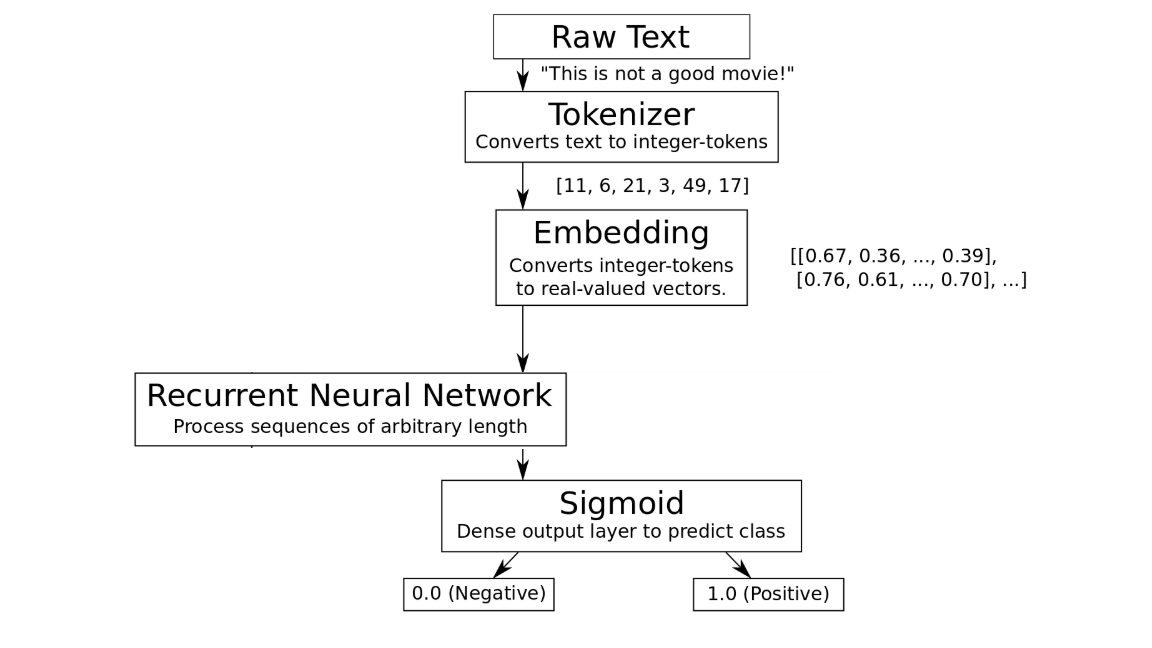 Raw Text
"This is not a good movie!"
Tokenizer
Converts text to integer-tokens
[11, 6, 21, 3, 49, 17]
Embedding
Converts integer-tokens
to real-valued vectors.
[[0.67, 0.36, ..., 0.39],
[0.76, 0.61, ..., 0.70], ...]
Recurrent Neural Network
Process sequences of arbitrary length
Sigmoid
Dense output layer to predict class
0.0 (Negative)
1.0 (Positive)